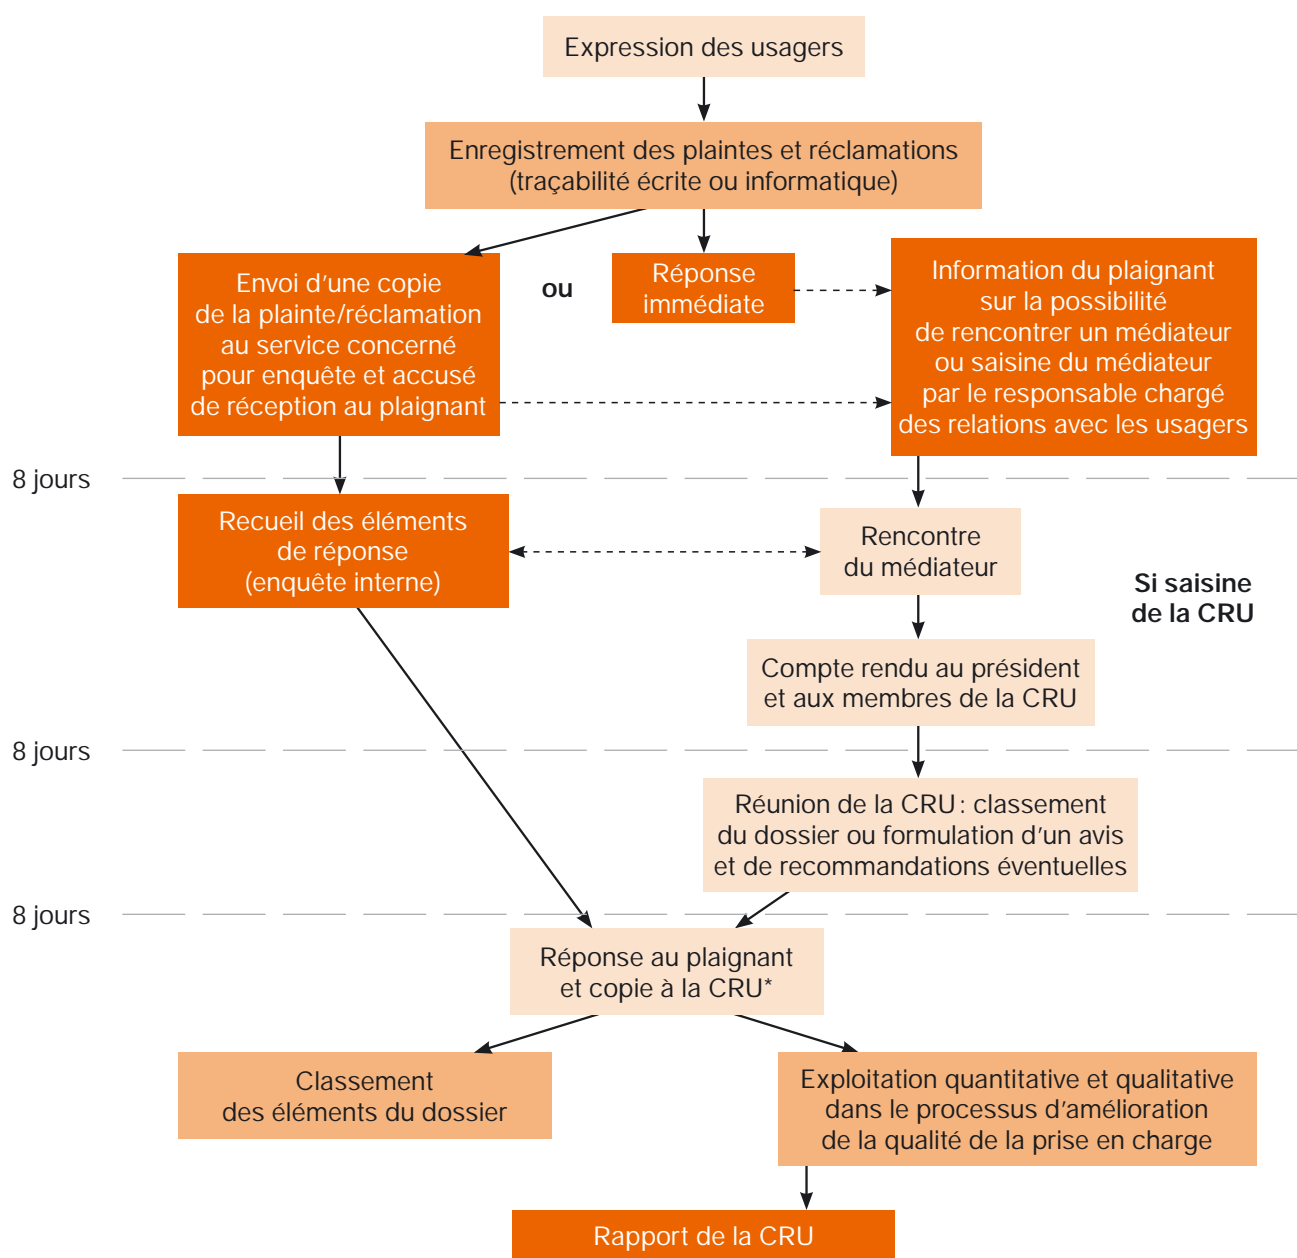 Expression des usagers
Enregistrement des plaintes et réclamations
(traçabilité écrite ou informatique)
Envoi d'une copie
de la plainte/réclamation
au service concerné
pour enquête et accusé
de réception au plaignant
ou
Réponse
immédiate
Information du plaignant
sur la possibilité
de rencontrer un médiateur
ou saisine du médiateur
par le responsable chargé
des relations avec les usagers
8 jours
Recueil des éléments
de réponse
(enquête interne)
Rencontre
du médiateur
Si saisine
de la CRU
Compte rendu au président
et aux membres de la CRU
8 jours
Réunion de la CRU : classement
du dossier ou formulation d'un avis
et de recommandations éventuelles
8 jours
Réponse au plaignant
et copie à la CRU*
Classement
des éléments du dossier
Exploitation quantitative et qualitative
dans le processus d'amélioration
de la qualité de la prise en charge
Rapport de la CRU